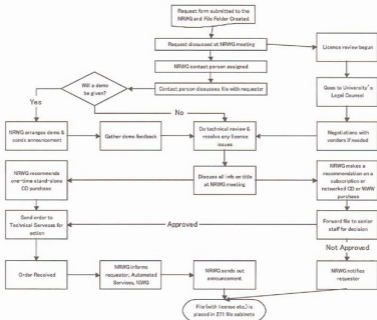 Request form submitted to the
NRWG and File Folder Created.
Request discussed at NRWG meeting
Licence review begun
NRWG contact person assigned
Will a demo
be given?
Contact person discusses file with requestor
Goes to University's
Legal Counsel
Yes
No
NRWG arranges demo &
sends announcement
Gather demo feedback
Do technical review &
resolve any licence
issues
Negotiations with
vendors if needed
NRWG recommends
one-time stand-alone
CD purchase
Discuss all info on title
at NRWG meeting
NRWG makes a
recommendation on a
subscription or
networked CD or WWW
purchase
Send order to
Technical Services for
action
Approved
Forward file to senior
staff for decision
Not Approved
Order Received
NRWG informs
requestor, Automated
Services, NWG
NRWG sends out
announcement
NRWG notifies
requestor
File (with licence etc.) is
placed in 271 file cabinets